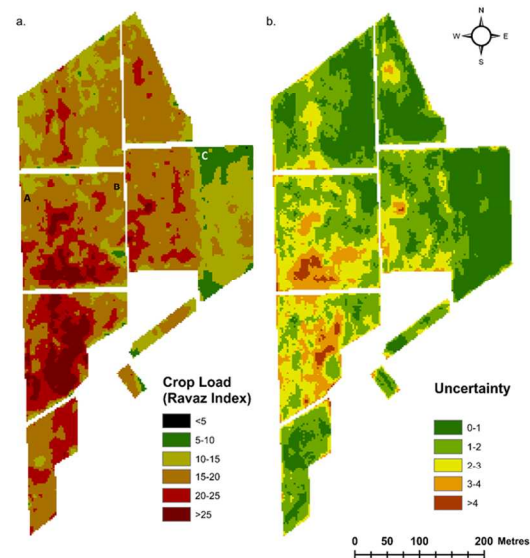 a.
b.
N
W E
S
C
A
B
Crop Load
(Ravaz Index)
<5
5-10
10-15
15-20
20-25
>25
Uncertainty
0-1
1-2
2-3
3-4
>4
0 50 100 150 200 Metres